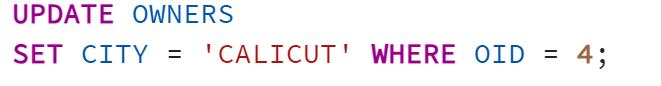 UPDATE OWNERS
SET CITY = 'CALICUT' WHERE OID = 4;